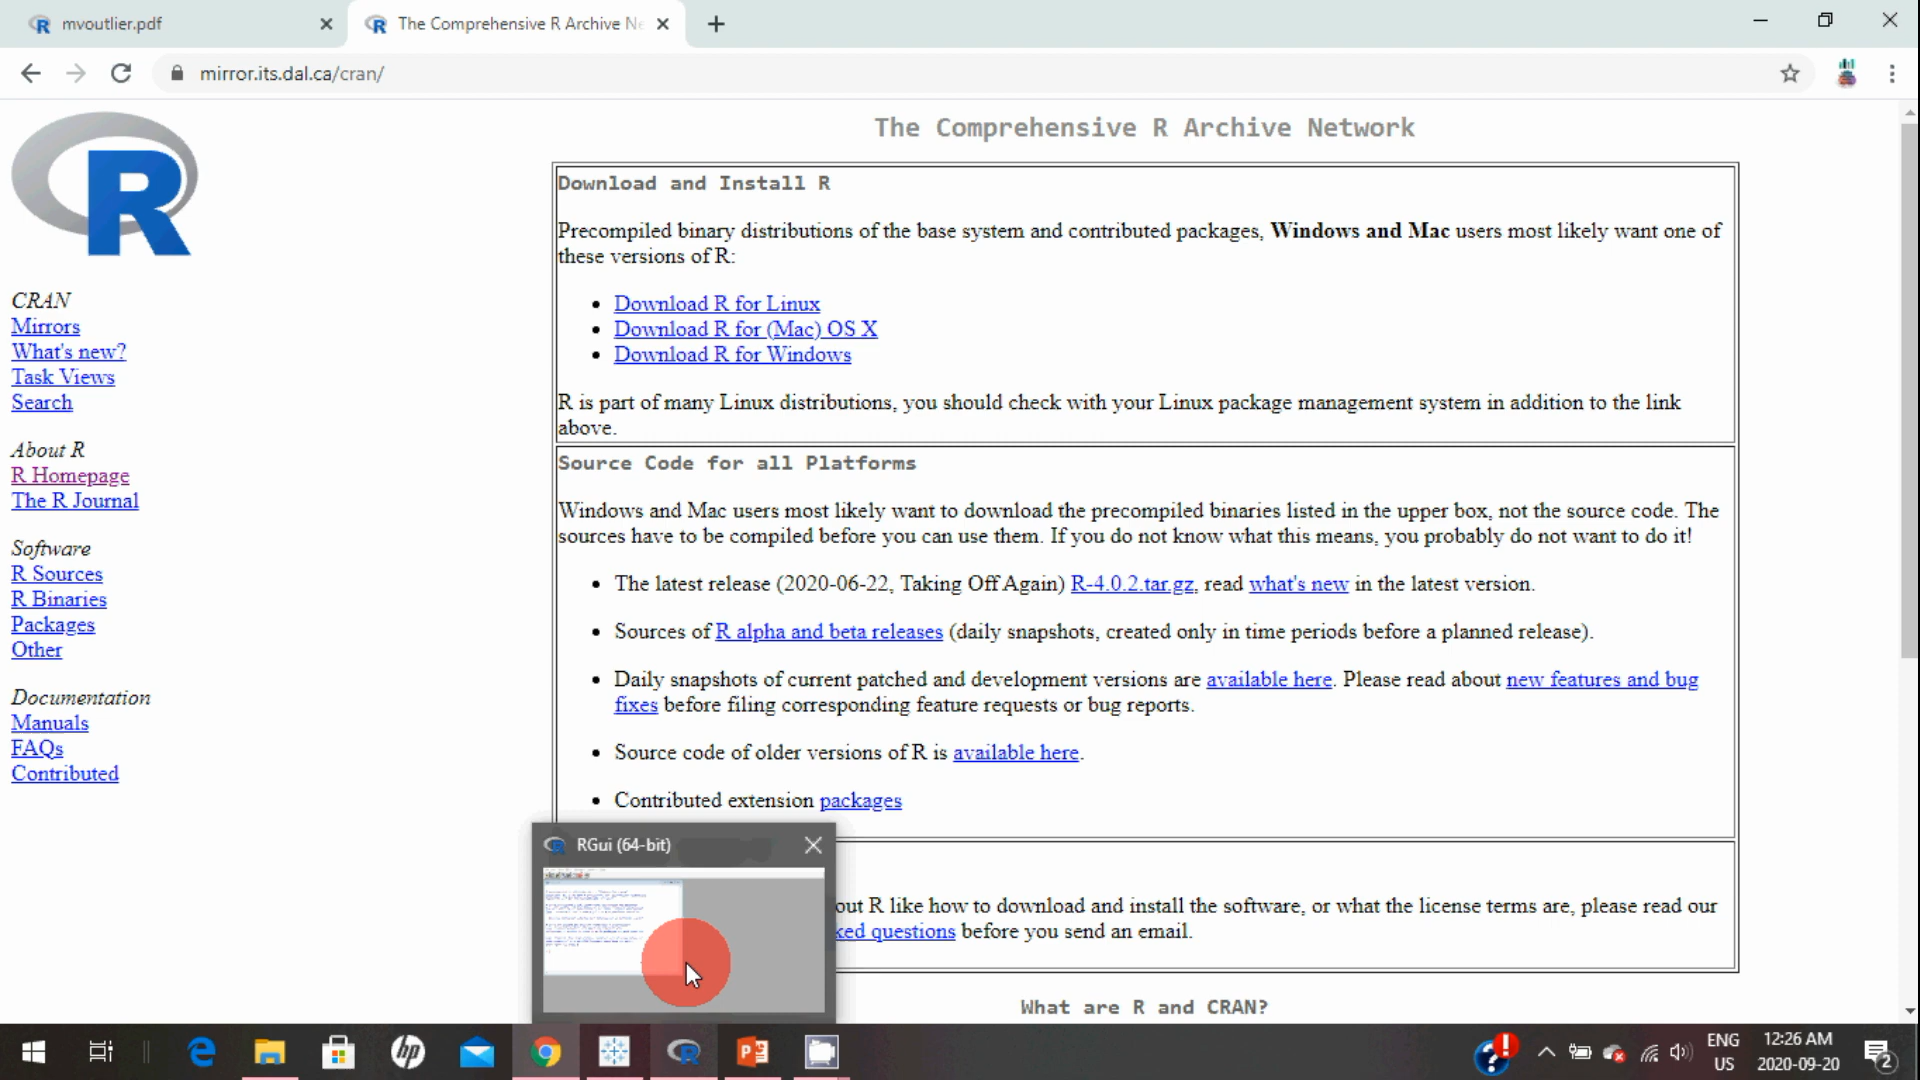 mvoutlier.pdf
The Comprehensive R Archive Ne
mirror.its.dal.ca/cran/
R
CRAN
Mirrors
What's new?
Task Views
Search
About R
R Homepage
The R Journal
Software
R Sources
R Binaries
Packages
Other
Documentation
Manuals
FAQs
Contributed
The Comprehensive R Archive Network
Download and Install R
Precompiled binary distributions of the base system and contributed packages, Windows and Mac users most likely want one of
these versions of R:
Download R for Linux
Download R for (Mac) OS X
Download R for Windows
R is part of many Linux distributions, you should check with your Linux package management system in addition to the link
above.
Source Code for all Platforms
Windows and Mac users most likely want to download the precompiled binaries listed in the upper box, not the source code. The
sources have to be compiled before you can use them. If you do not know what this means, you probably do not want to do it!
The latest release (2020-06-22, Taking Off Again) R-4.0.2.tar.gz, read what's new in the latest version.
Sources of R alpha and beta releases (daily snapshots, created only in time periods before a planned release).
Daily snapshots of current patched and development versions are available here. Please read about new features and bug
fixes before filing corresponding feature requests or bug reports.
Source code of older versions of R is available here.
Contributed extension packages
RGui (64-bit)
out R like how to download and install the software, or what the license terms are, please read our
ked questions before you send an email.
What are R and CRAN?
hp
ENG
US
12:26 AM
2020-09-20
2